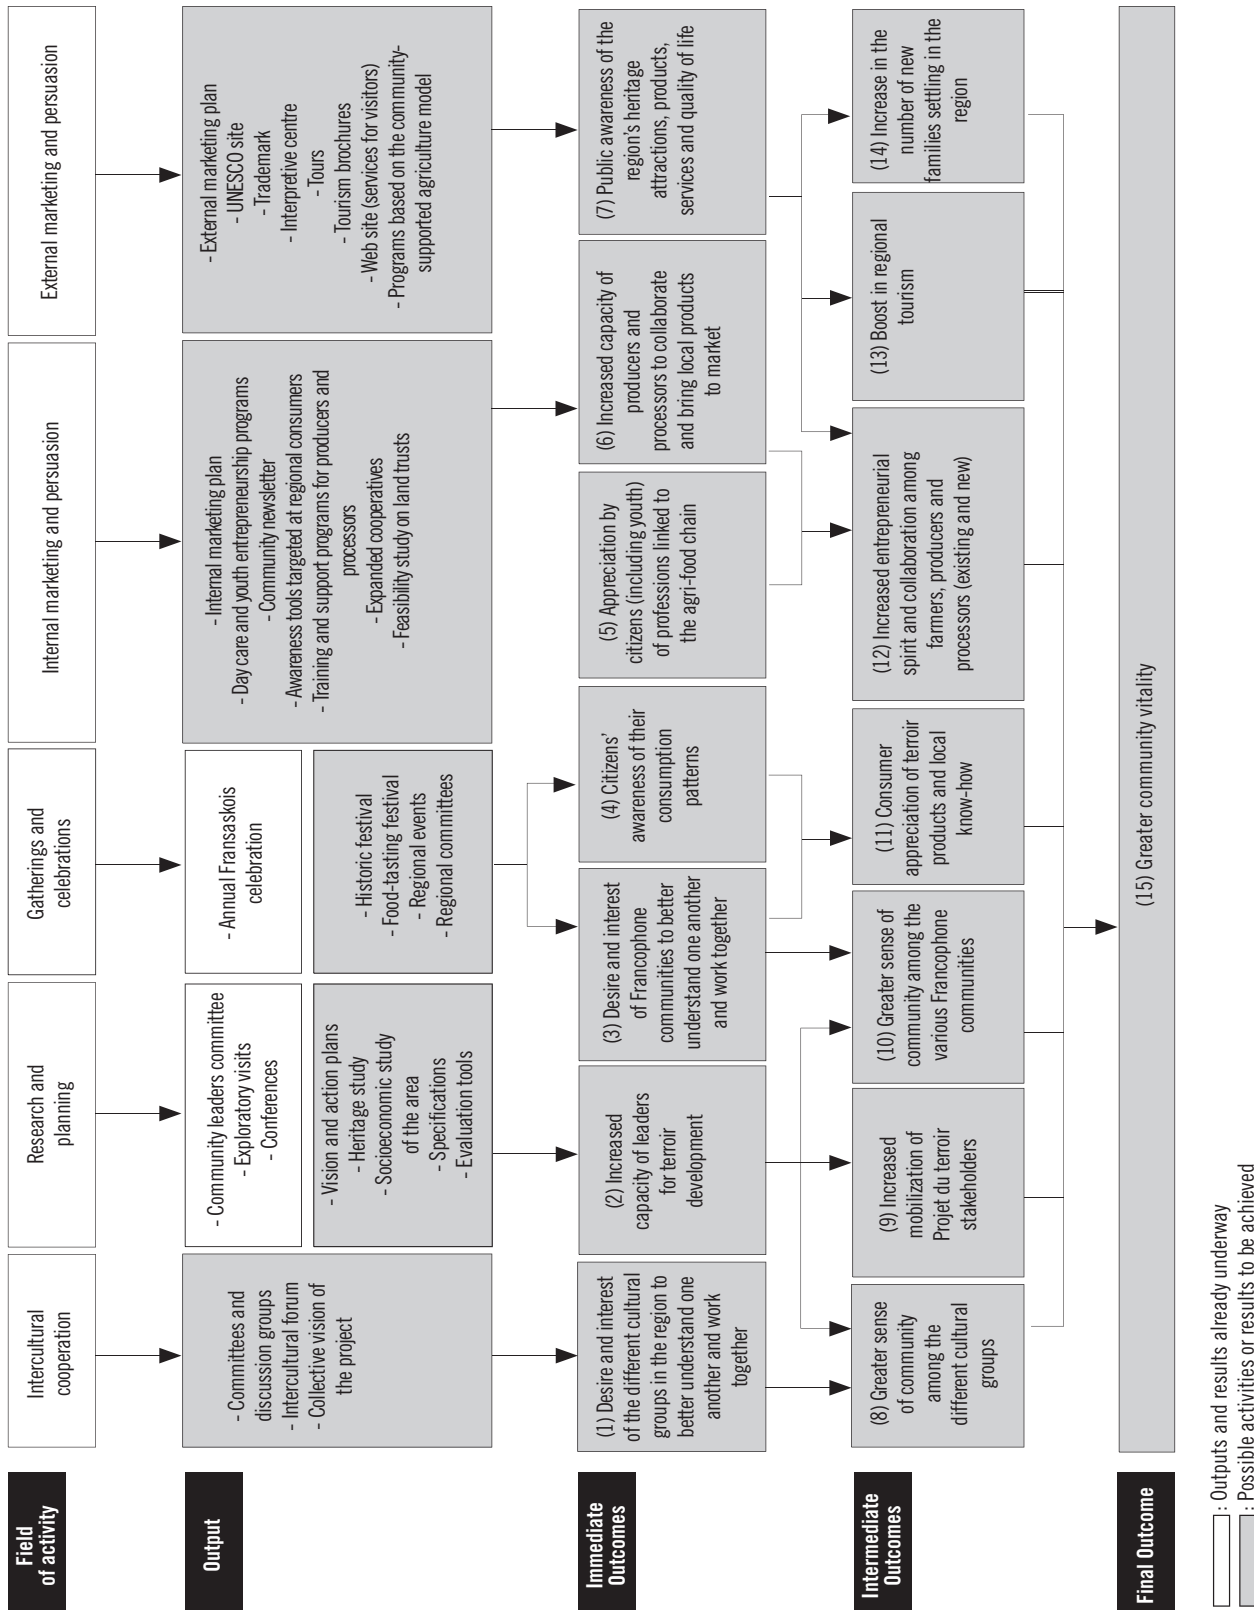 Field
of activity
Intercultural
cooperation
Research and
planning
Gatherings and
celebrations
Internal marketing and persuasion
External marketing and persuasion
Output
- Committees and
discussion groups
- Intercultural forum
- Collective vision of
the project
- Community leaders committee
- Exploratory visits
- Conferences
- Vision and action plans
- Heritage study
- Socioeconomic study
of the area
- Specifications
- Evaluation tools
- Annual Fransaskois
celebration
- Historic festival
- Food-tasting festival
- Regional events
- Regional committees
- Internal marketing plan
- Day care and youth entrepreneurship programs
- Community newsletter
- Awareness tools targeted at regional consumers
- Training and support programs for producers and
processors
- Expanded cooperatives
- Feasibility study on land trusts
- External marketing plan
- UNESCO site
- Trademark
- Interpretive centre
- Tours
- Tourism brochures
- Web site (services for visitors)
- Programs based on the community-
supported agriculture model
Immediate
Outcomes
(1) Desire and interest
of the different cultural
groups in the region to
better understand one
another and work
together
(2) Increased
capacity of leaders
for terroir
development
(3) Desire and interest
of Francophone
communities to better
understand one another
and work together
(4) Citizens'
awareness of their
consumption
patterns
(5) Appreciation by
citizens (including youth)
of professions linked to
the agri-food chain
(6) Increased capacity of
producers and
processors to collaborate
and bring local products
to market
(7) Public awareness of the
region's heritage
attractions, products,
services and quality of life
Intermediate
Outcomes
(8) Greater sense
of community
among the
different cultural
groups
(9) Increased
mobilization of
Projet du terroir
stakeholders
(10) Greater sense of
community among the
various Francophone
communities
(11) Consumer
appreciation of terroir
products and local
know-how
(12) Increased entrepreneurial
spirit and collaboration among
farmers, producers and
processors (existing and new)
(13) Boost in regional
tourism
(14) Increase in the
number of new
families settling in the
region
Final Outcome
(15) Greater community vitality
: Outputs and results already underway
: Possible activities or results to be achieved